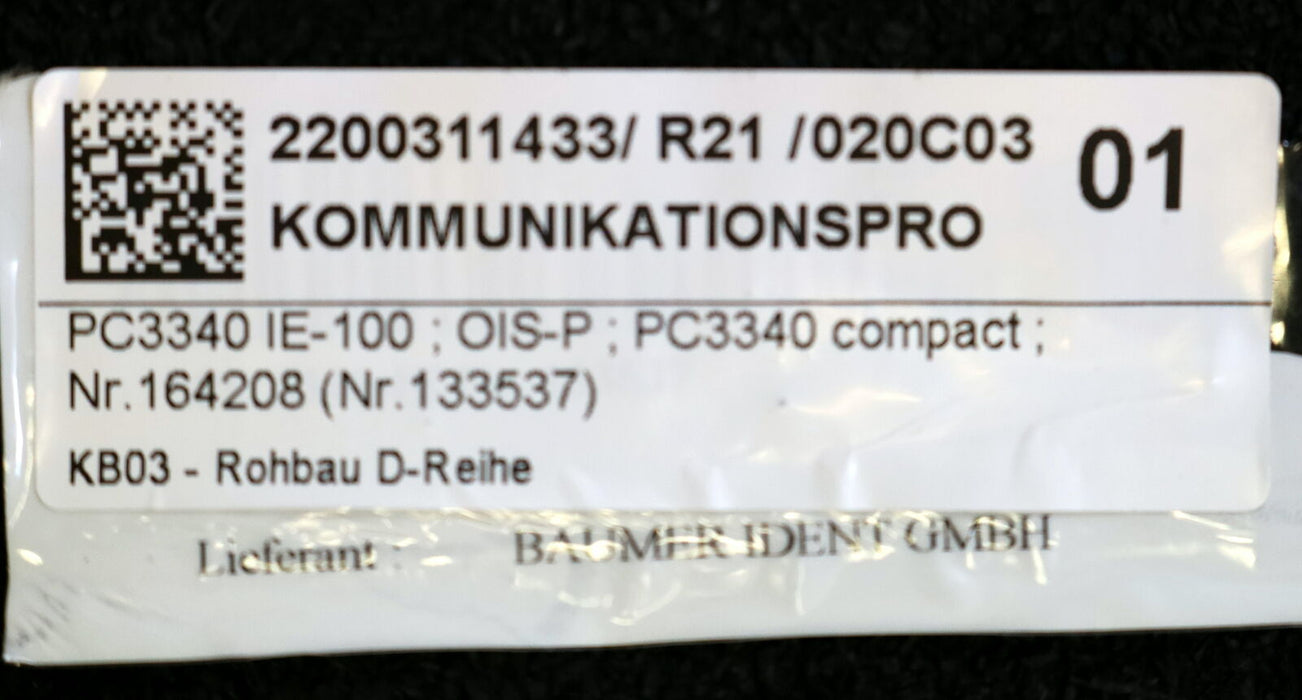 2200311433/ R21 /020C03 01
KOMMUNIKATIONSPRO
PC3340 IE-100 ; OIS-P ; PC3340 compact ;
Nr.164208 (Nr.133537)
KB03 - Rohbau D-Reihe
Lieferant : BAUMER IDENT GMBH